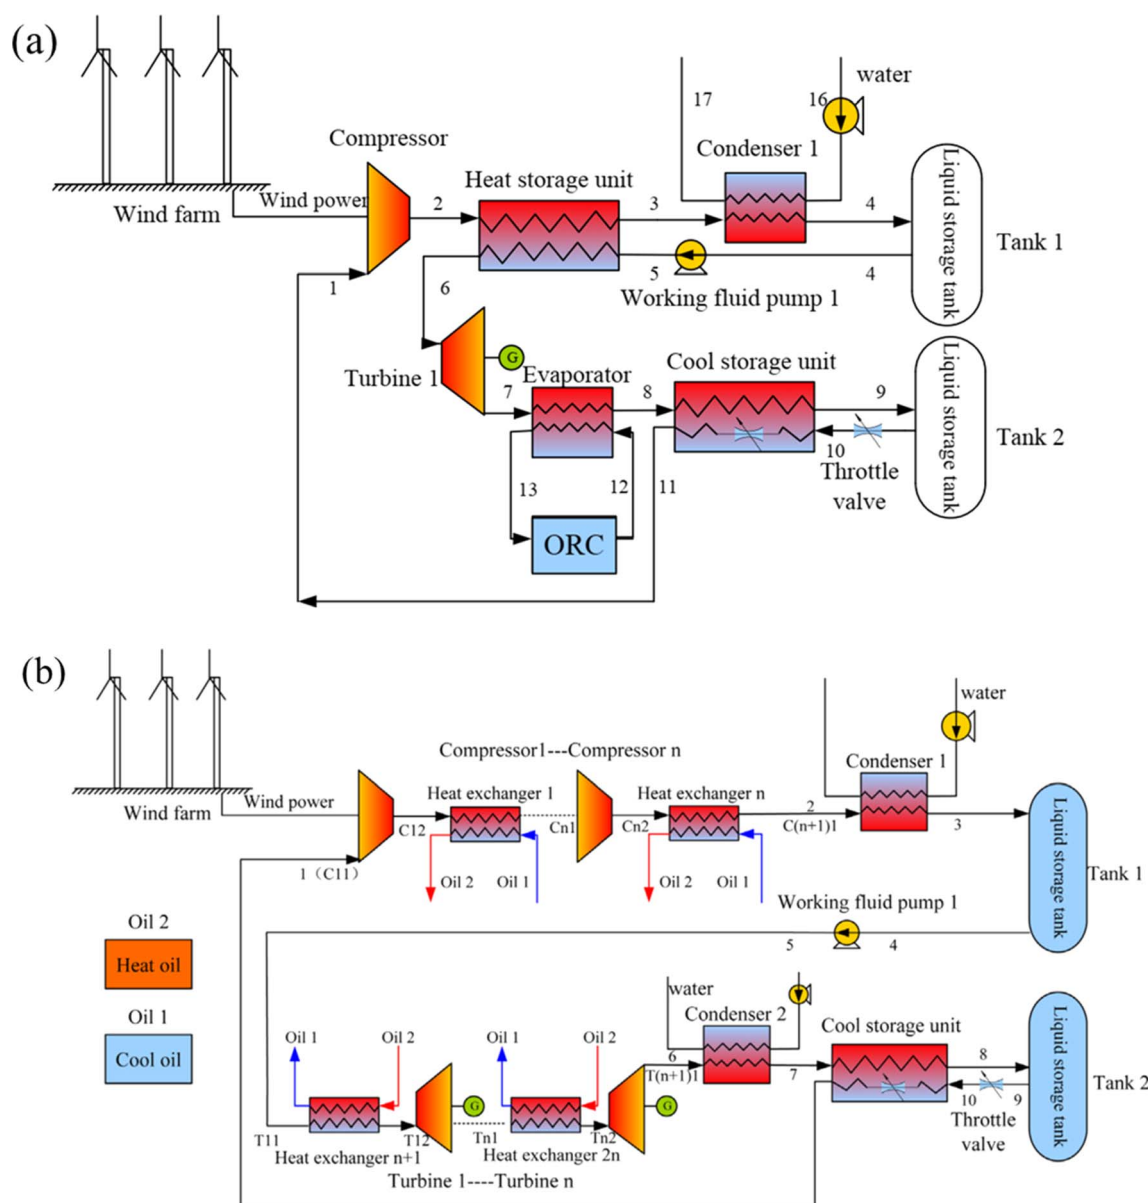 (a)
water
17
16
Compressor
Condenser 1
Heat storage unit
Wind power
2
3
4
Wind farm
Liquid storage tank
Tank 1
1
6
5
4
Working fluid pump 1
G
Turbine 1
7
Evaporator
8
Cool storage unit
9
Liquid storage tank
Tank 2
10
Throttle
valve
13
12
11
ORC
(b)
water
Compressor1---Compressor n
Condenser 1
Wind power
Heat exchanger 1
Heat exchanger n
Wind farm
C12
Cn1
Cn2
2
C(n+1)1
3
Liquid storage tank
Tank 1
1（C11）
Oil 2
Oil 1
Oil 2
Oil 1
Working fluid pump 1
5
4
Oil 2
Heat oil
Oil 1
Cool oil
water
Condenser 2
Cool storage unit
Oil 1
Oil 2
Oil 1
Oil 2
6
T(n+1)1
7
8
Liquid storage tank
Tank 2
10
9
Throttle
valve
G
G
T11
T12
Tn1
Tn2
Heat exchanger n+1
Heat exchanger 2n
Turbine 1----Turbine n